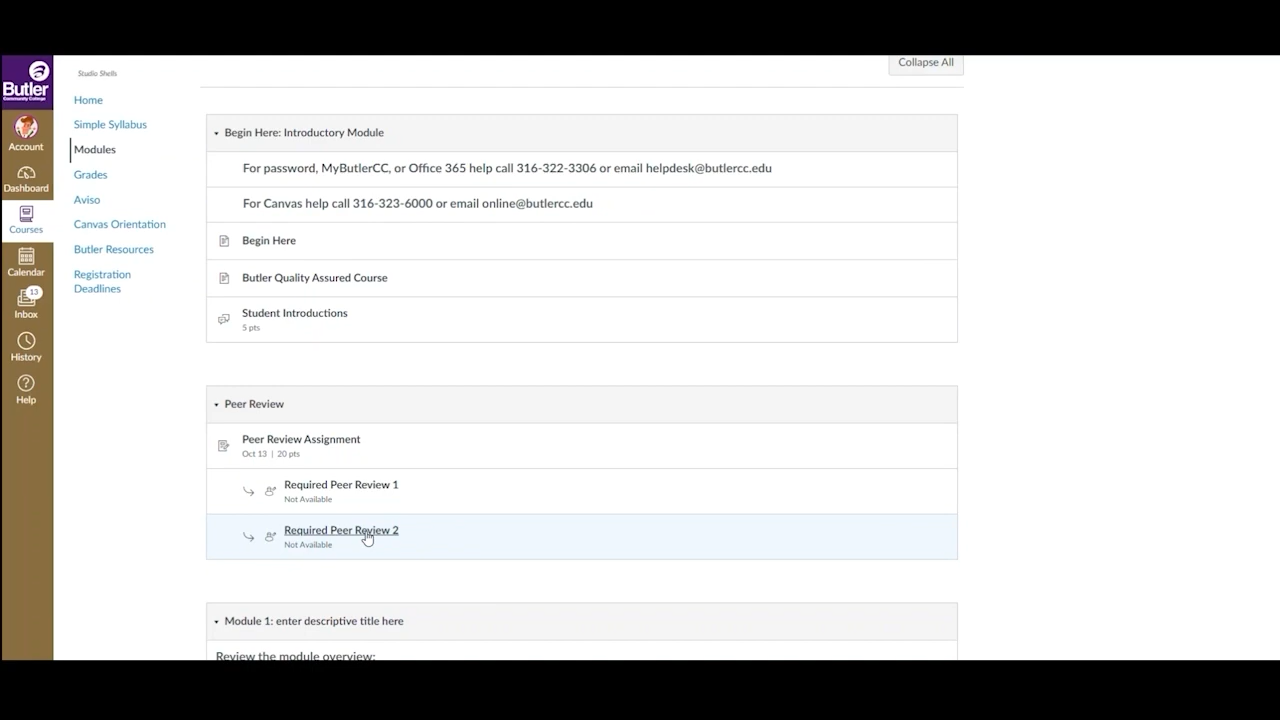 Butler
Community College
Account
Dashboard
Courses
Calendar
13
Inbox
History
Help
Studio Shells
Home
Simple Syllabus
Modules
Grades
Aviso
Canvas Orientation
Butler Resources
Registration
Deadlines
Collapse All
Begin Here: Introductory Module
For password, MyButlerCC, or Office 365 help call 316-322-3306 or email helpdesk@butlercc.edu
For Canvas help call 316-323-6000 or email online@butlercc.edu
Begin Here
Butler Quality Assured Course
Student Introductions
5 pts
Peer Review
Peer Review Assignment
Oct 13 | 20 pts
Required Peer Review 1
Not Available
Required Peer Review 2
Not Available
Module 1: enter descriptive title here
Review the module overview: